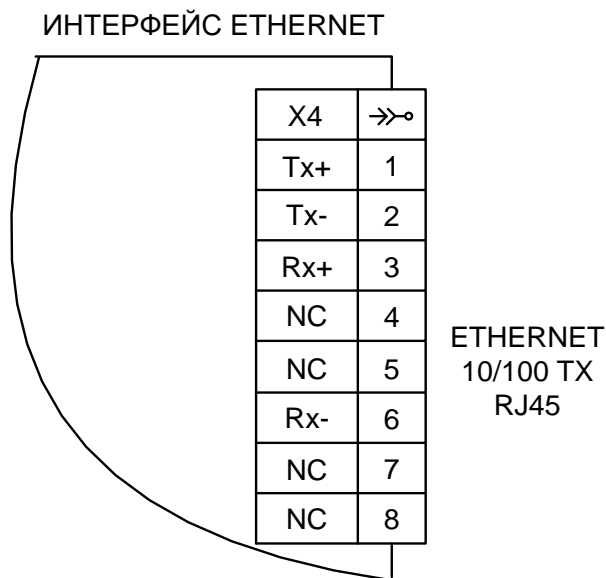 ИНТЕРФЕЙС ETHERNET
X4
Tx+ 1
Tx- 2
Rx+ 3
NC 4
NC 5
Rx- 6
NC 7
NC 8
ETHERNET
10/100 TX
RJ45